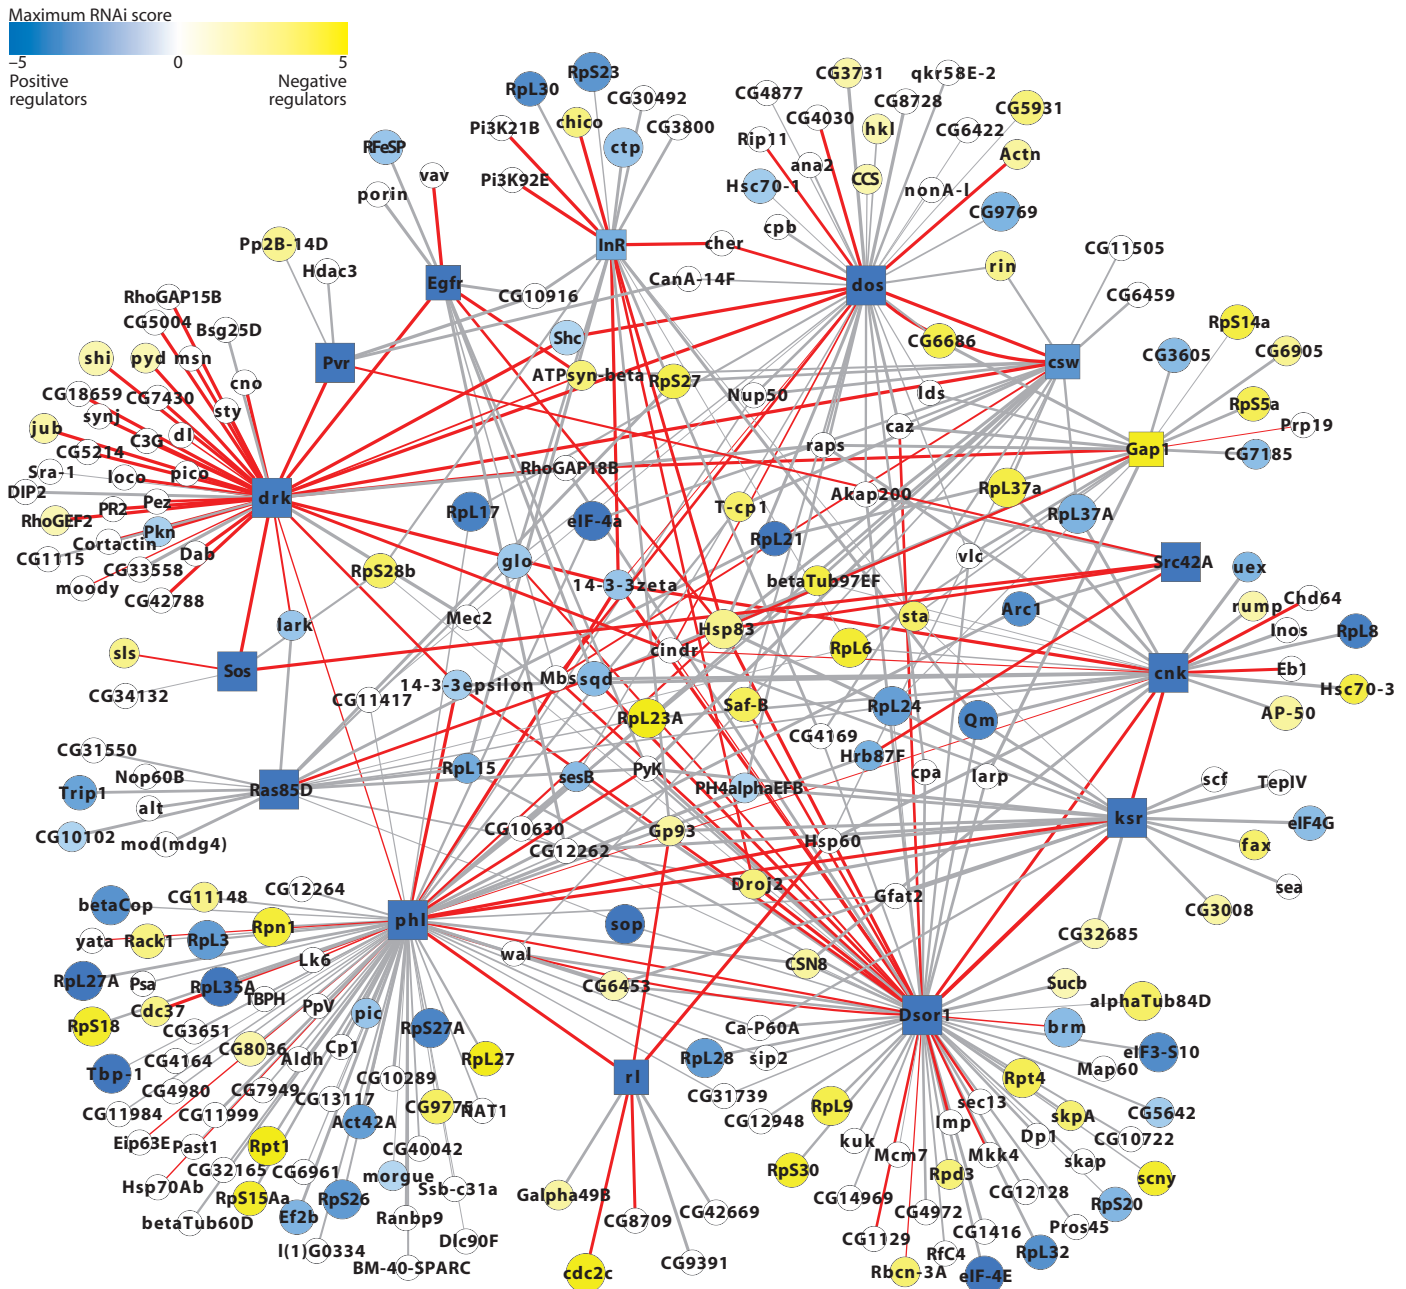 Maximum RNAi score
−5 0 5
Positive regulators
Negative regulators
RpL30
RpS23
CG30492
Pi3K21B
chico
ctp
CG3800
Pi3K92E
RFeSP
vav
porin
CG4877
CG3731
qkr58E-2
CG8728
CG4030
hkl
CG5931
Rip11
CG6422
ana2
Actn
Hsc70-1
CCS
nonA-l
CG9769
cpb
InR
cher
Pp2B-14D
Hdac3
Egfr
CG10916
CanA-14F
dos
rin
CG11505
CG6459
RhoGAP15B
CG5004
Bsg25D
shi
pyd
msn
Pvr
Shc
CG6686
csw
RpS14a
CG3605
CG6905
cno
ATPsyn-beta
RpS27
Nup50
lds
CG18659
CG7430
synj
sty
RpS5a
Prp19
jub
C3G
dl
caz
raps
Gap1
CG7185
CG5214
Sra-1
loco
pico
RhoGAP18B
DIP2
PR2
Pez
drk
RpL17
eIF-4a
T-cp1
Akap200
RpL37a
RpL37A
RhoGEF2
Pkn
Cortactin
RpL21
CG1115
CG33558
Dab
glo
vlc
Src42A
uex
moody
CG42788
RpS28b
14-3-3zeta
betaTub97EF
Arc1
rump
Chd64
lark
Mec2
Hsp83
sta
Inos
RpL8
sls
Sos
cindr
RpL6
cnk
Eb1
Hsc70-3
CG34132
CG11417
14-3-3epsilon
Mbs
sqd
Saf-B
RpL24
Qm
AP-50
RpL23A
CG31550
CG4169
Hrb87F
Nop60B
Trip1
Ras85D
RpL15
sesB
PyK
PH4alphaEFB
cpa
larp
scf
TepIV
alt
CG10102
mod(mdg4)
CG10630
CG12262
Gp93
Hsp60
ksr
eIF4G
fax
Droj2
Gfat2
sea
CG3008
CG11148
CG12264
betaCop
phl
sop
CG32685
yata
Rack1
RpL3
Rpn1
wal
CSN8
Lk6
RpL27A
Psa
RpL35A
CG6453
Sucb
TBPH
PpV
alphaTub84D
RpS18
Cdc37
pic
RpS27A
Ca-P60A
Dsor1
brm
CG3651
eIF3-S10
CG4164
CG8036
Aldh
Cp1
RpL27
RpL28
sip2
Map60
Tbp-1
rl
Rpt4
CG4980
CG7949
CG10289
CG31739
CG11984
CG11999
CG13117
CG9775
NAT1
RpL9
sec13
skpA
CG5642
Act42A
CG12948
Imp
Dp1
CG10722
Eip63E
Past1
Rpt1
CG40042
kuk
Mcm7
Mkk4
skap
CG32165
CG6961
morgue
RpS30
Rpd3
scny
Hsp70Ab
RpS15Aa
RpS26
Ssb-c31a
Galpha49B
CG14969
CG12128
RpS20
betaTub60D
Ef2b
Ranbp9
CG8709
CG42669
CG4972
Pros45
l(1)G0334
Dlc90F
CG1129
CG1416
BM-40-SPARC
cdc2c
CG9391
RfC4
RpL32
Rbcn-3A
eIF-4E